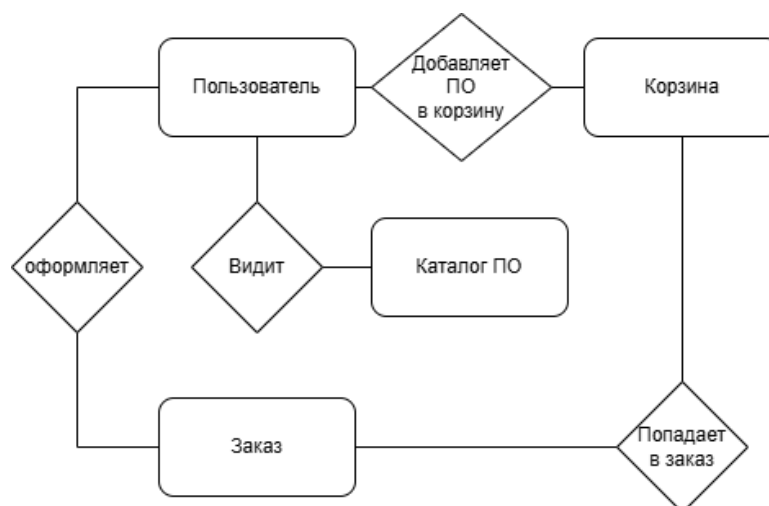 Пользователь
Добавляет
ПО
в корзину
Корзина
оформляет
Видит
Каталог ПО
Заказ
Попадает
в заказ